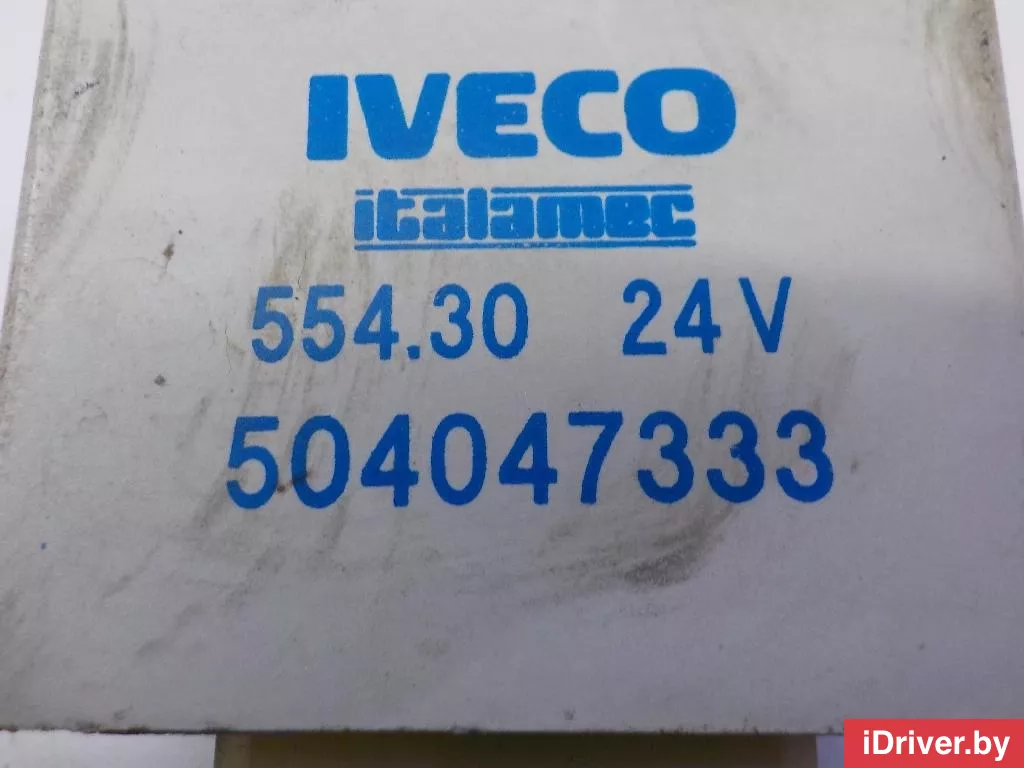 IVECO
italamec
554.30 24V
504047333
iDriver.by